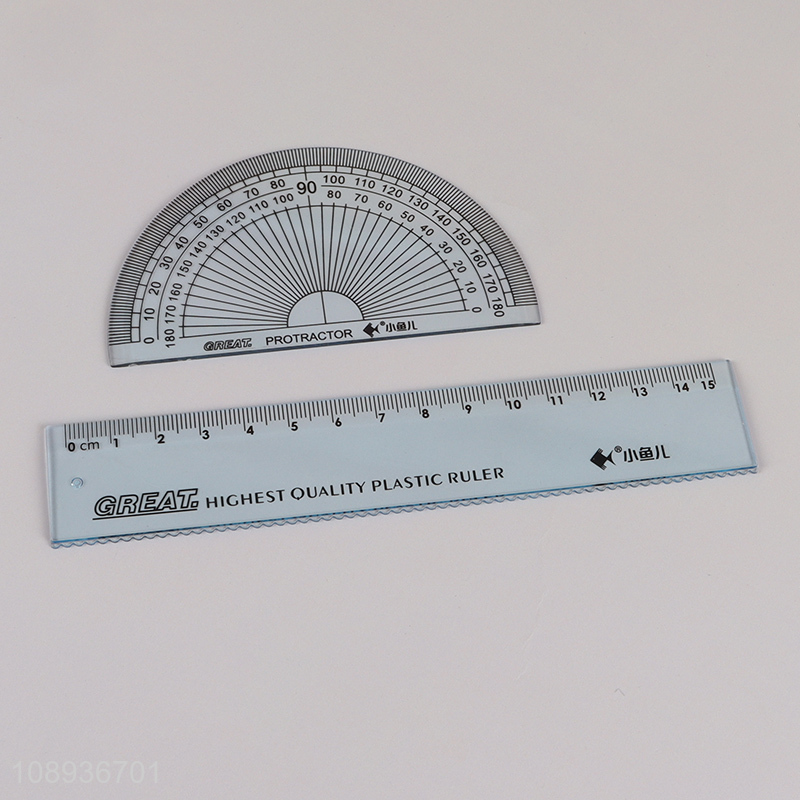 0 10 20 30 40 50 60 70 80 90 100 110 120 130 140 150 160 170 180
180 170 160 150 140 130 120 110 100 80 70 60 50 40 30 20 10 0
GREAT. PROTRACTOR ®小鱼儿
0 cm 1 2 3 4 5 6 7 8 9 10 11 12 13 14 15
GREAT. HIGHEST QUALITY PLASTIC RULER ®小鱼儿
108936701